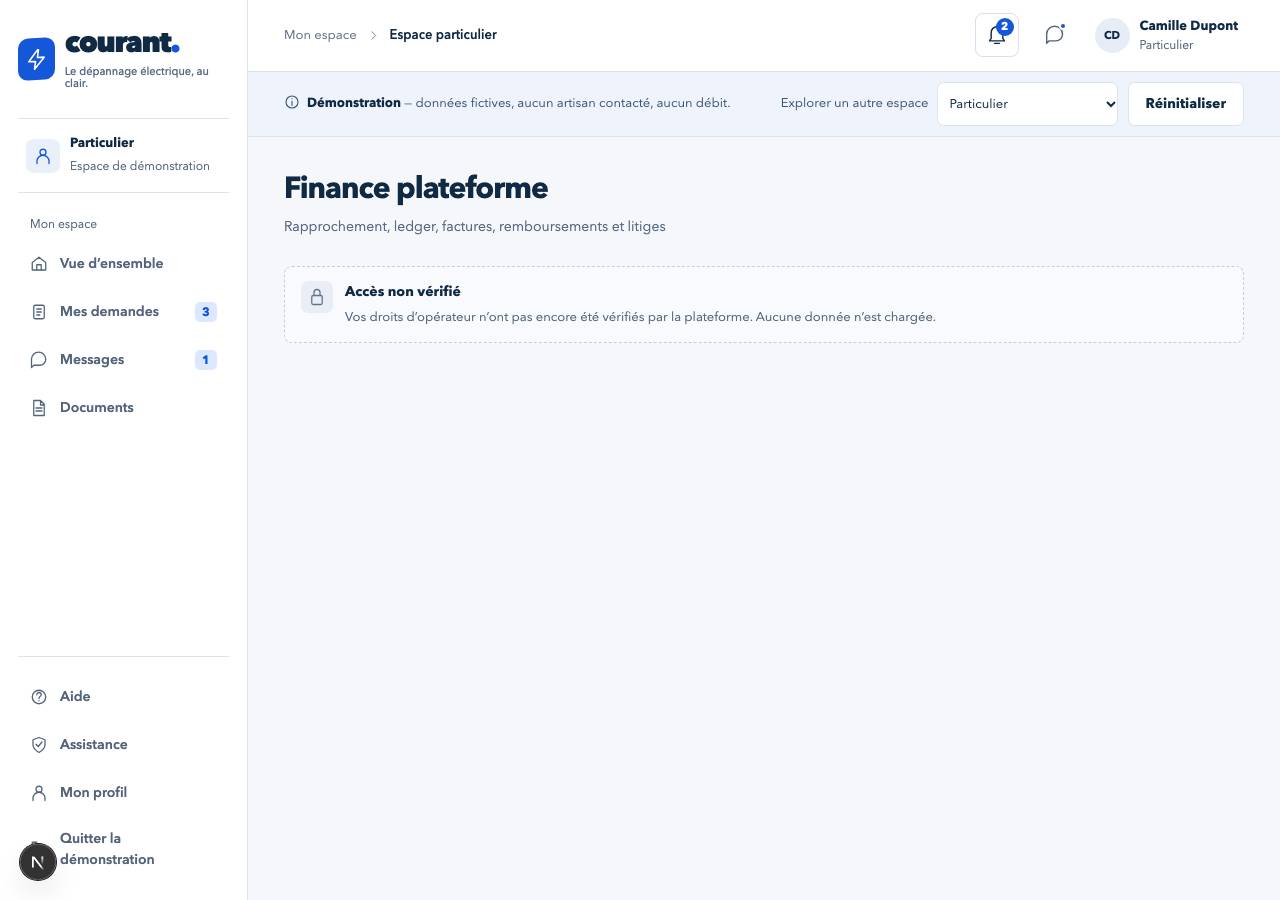 courant.
Le dépannage électrique, au
clair.
Particulier
Espace de démonstration
Mon espace
Vue d’ensemble
Mes demandes 3
Messages 1
Documents
Aide
Assistance
Mon profil
Quitter la
démonstration
N
Mon espace > Espace particulier
2
CD
Camille Dupont
Particulier
Démonstration – données fictives, aucun artisan contacté, aucun débit.
Explorer un autre espace
Particulier
Réinitialiser
Finance plateforme
Rapprochement, ledger, factures, remboursements et litiges
Accès non vérifié
Vos droits d’opérateur n’ont pas encore été vérifiés par la plateforme. Aucune donnée n’est chargée.